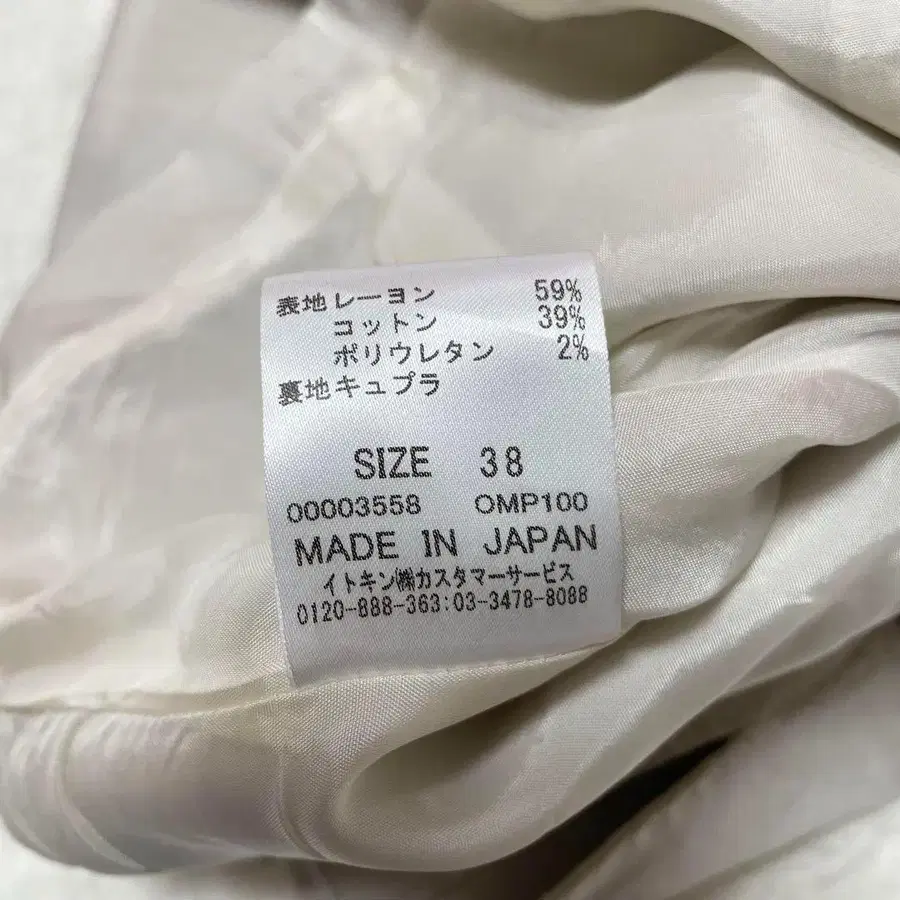 表地レーヨン 59%
コットン 39%
ポリウレタン 2%
裏地キュプラ
SIZE 38
00003558 OMP100
MADE IN JAPAN
イトキン㈱カスタマーサービス
0120-888-363:03-3478-8088